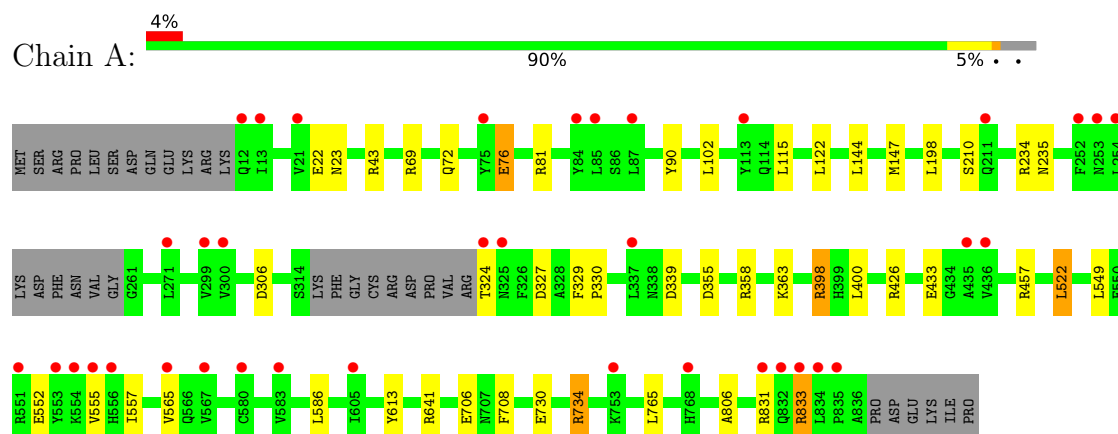 4%
Chain A:
90% 5% • •
MET SER ARG PRO LEU SER ASP GLN GLU LYS ARG LYS Q12 I13 V21 E22 N23 R43 R69 Q72 Y75 E76 R81 Y84 L85 S86 L87 Y90 L102 Y113 Q114 L115 L122 L144 M147 L198 S210 Q211 R234 N235 F252 N253 L254
LYS ASP PHE ASN VAL GLY G261 L271 V299 V300 D306 S314 LYS PHE GLY CYS ARG ASP PRO VAL ARG T324 N325 F326 D327 A328 F329 P330 L337 N338 D339 D355 R358 K363 R398 H399 L400 R426 E433 G434 A435 V436 R457 L522 L549
R551 E552 Y553 K554 V555 H556 I557 V565 Q566 V567 C580 V583 L586 I605 Y613 R641 E706 N707 F708 E730 R734 K753 L765 H768 A806 R831 Q832 R833 L834 P835 A836 PRO ASP GLU LYS ILE PRO